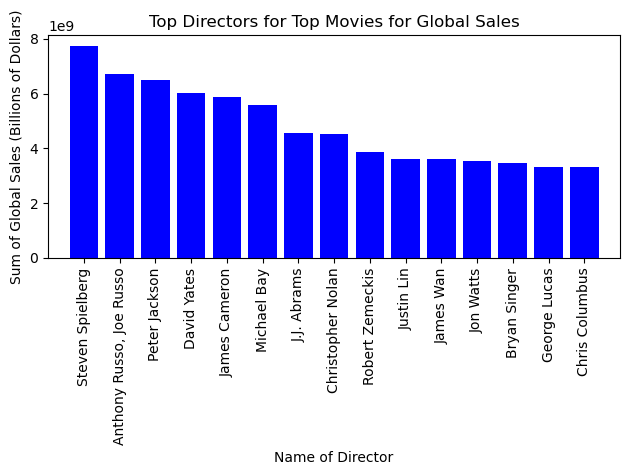 Top Directors for Top Movies for Global Sales
1e9
Sum of Global Sales (Billions of Dollars)
8
6
4
2
0
Steven Spielberg
Anthony Russo, Joe Russo
Peter Jackson
David Yates
James Cameron
Michael Bay
J.J. Abrams
Christopher Nolan
Robert Zemeckis
Justin Lin
James Wan
Jon Watts
Bryan Singer
George Lucas
Chris Columbus
Name of Director